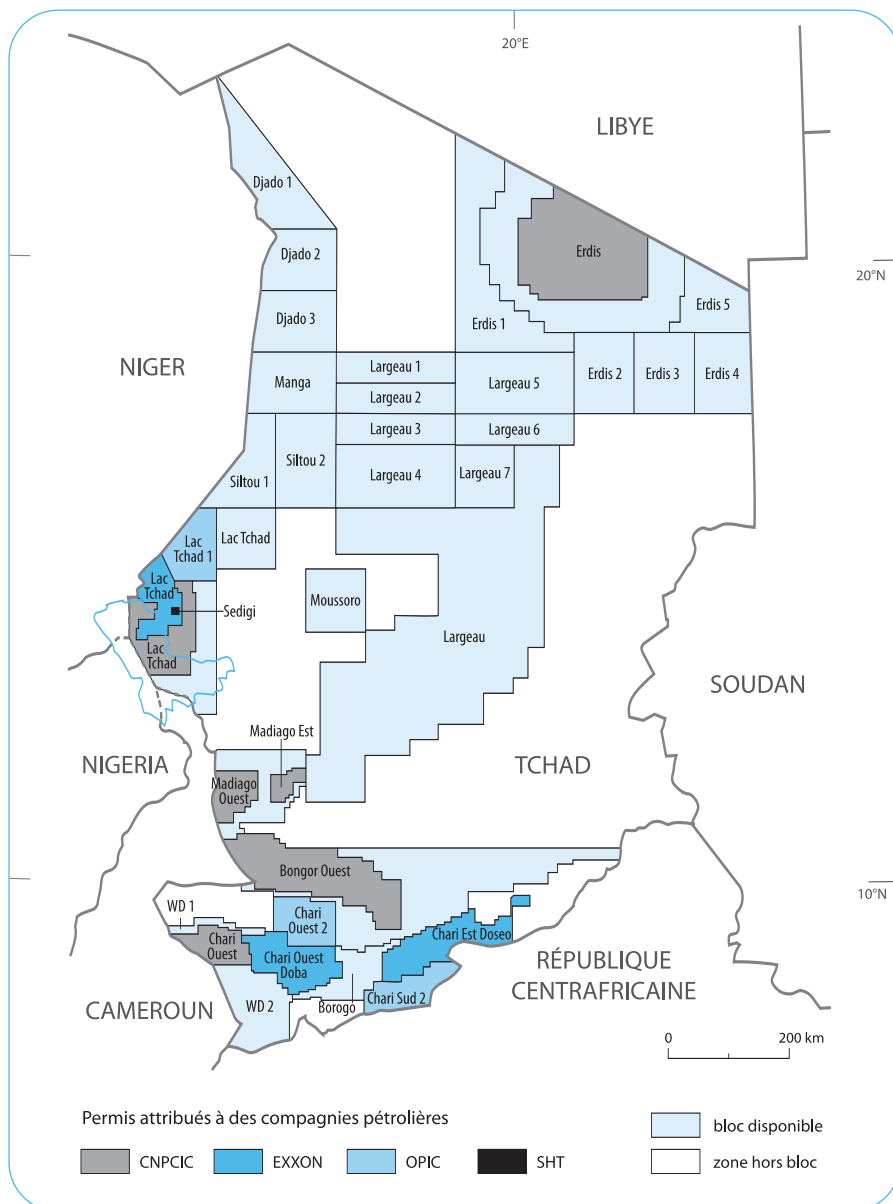 20°E
LIBYE
Djado 1
Djado 2
Erdis
20°N
Djado 3
Erdis 1
Erdis 5
NIGER
Manga
Largeau 1
Largeau 2
Largeau 5
Erdis 2
Erdis 3
Erdis 4
Largeau 3
Largeau 6
Siltou 1
Siltou 2
Largeau 4
Largeau 7
Lac
Tchad 1
Lac Tchad
Lac
Tchad
Sedigi
Moussoro
Largeau
Lac
Tchad
SOUDAN
Madiago Est
NIGERIA
TCHAD
Madiago
Ouest
Bongor Ouest
10°N
WD 1
Chari
Ouest 2
Chari
Ouest
Chari Est Doseo
Chari Ouest
Doba
RÉPUBLIQUE
CENTRAFRICAINE
CAMEROUN
WD 2
Borogo
Chari Sud 2
0
200 km
Permis attribués à des compagnies pétrolières
bloc disponible
CNPCIC
EXXON
OPIC
SHT
zone hors bloc